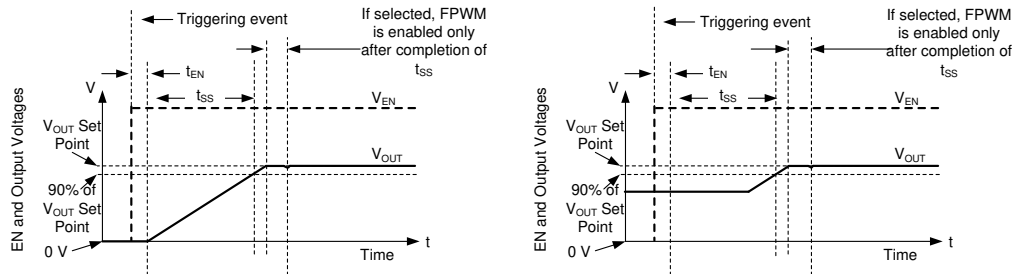 Triggering event
If selected, FPWM
is enabled only
after completion of
tSS
tEN
tSS
V
VEN
VOUT Set
Point
VOUT
90% of
VOUT Set
Point
0 V
t
Time
EN and Output Voltages
Triggering event
If selected, FPWM
is enabled only
after completion of
tSS
tEN
tSS
V
VEN
VOUT Set
Point
VOUT
90% of
VOUT Set
Point
0 V
t
Time
EN and Output Voltages